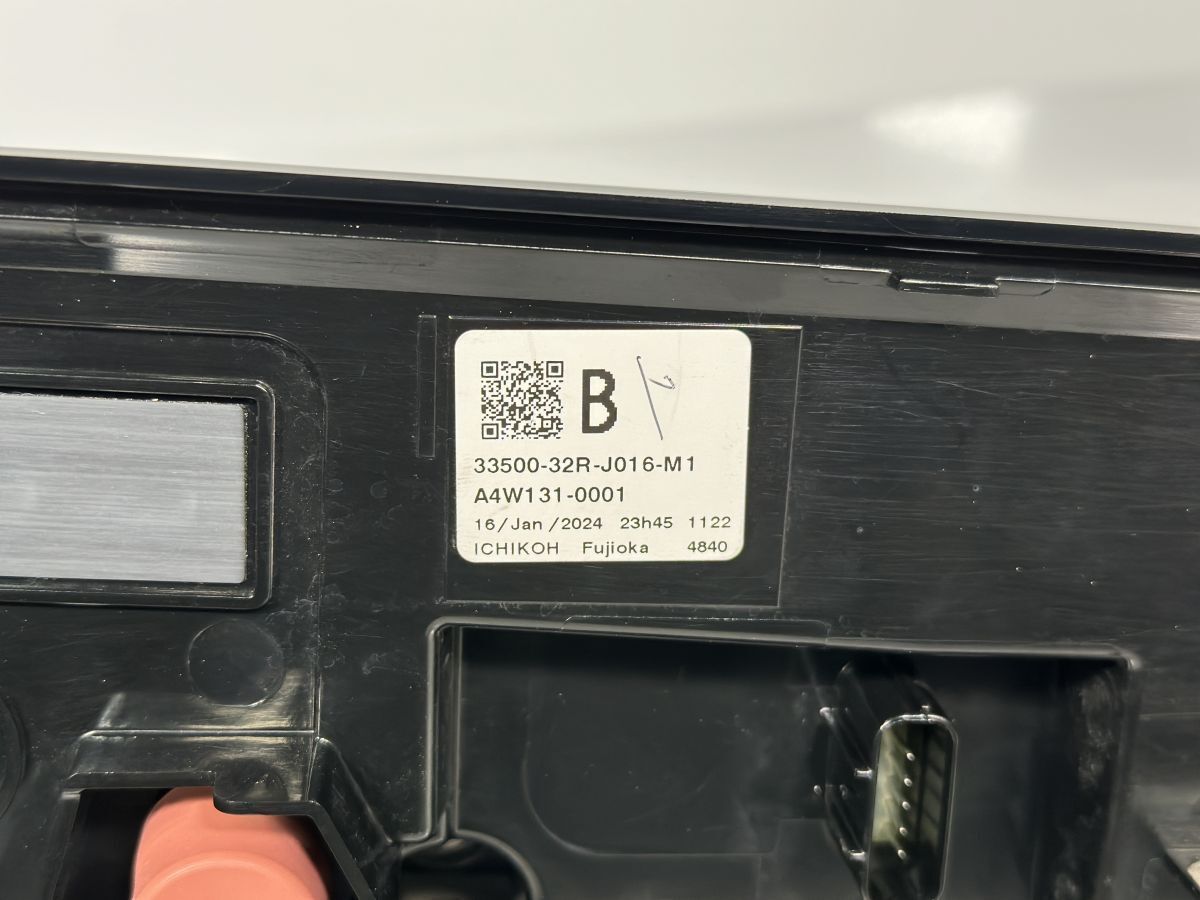 B
33500-32R-J016-M1
A4W131-0001
16/Jan/2024 23h45 1122
ICHIKOH Fujioka 4840